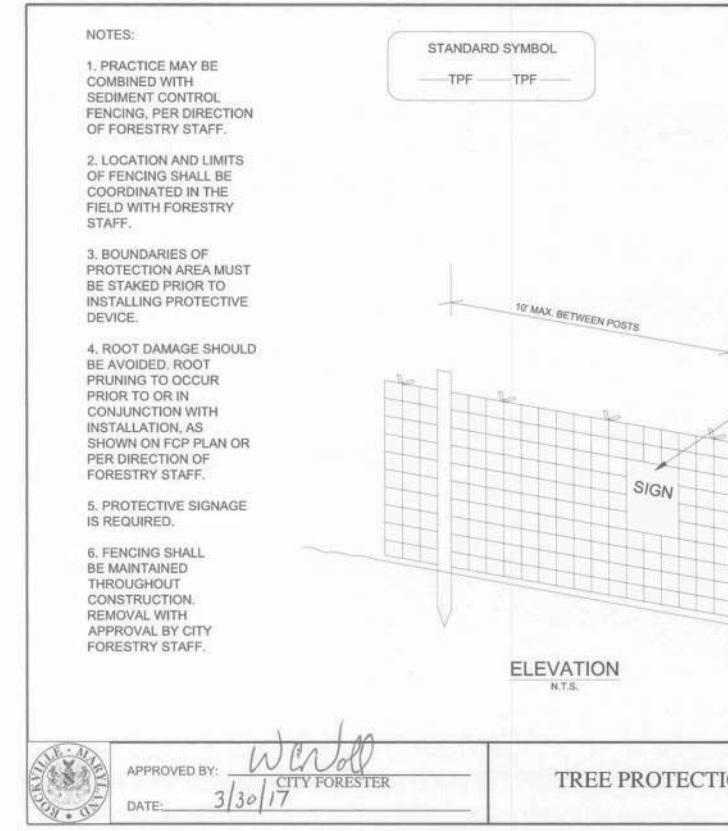 NOTES:
1. PRACTICE MAY BE
COMBINED WITH
SEDIMENT CONTROL
FENCING, PER DIRECTION
OF FORESTRY STAFF.
2. LOCATION AND LIMITS
OF FENCING SHALL BE
COORDINATED IN THE
FIELD WITH FORESTRY
STAFF.
3. BOUNDARIES OF
PROTECTION AREA MUST
BE STAKED PRIOR TO
INSTALLING PROTECTIVE
DEVICE.
4. ROOT DAMAGE SHOULD
BE AVOIDED. ROOT
PRUNING TO OCCUR
PRIOR TO OR IN
CONJUNCTION WITH
INSTALLATION, AS
SHOWN ON FCP PLAN OR
PER DIRECTION OF
FORESTRY STAFF.
5. PROTECTIVE SIGNAGE
IS REQUIRED.
6. FENCING SHALL
BE MAINTAINED
THROUGHOUT
CONSTRUCTION.
REMOVAL WITH
APPROVAL BY CITY
FORESTRY STAFF.
STANDARD SYMBOL
TPF TPF
10' MAX. BETWEEN POSTS
SIGN
ELEVATION
N.T.S.
ROCKVILLE · MARYLAND
APPROVED BY:
CITY FORESTER
DATE: 3/30/17
TREE PROTECTI